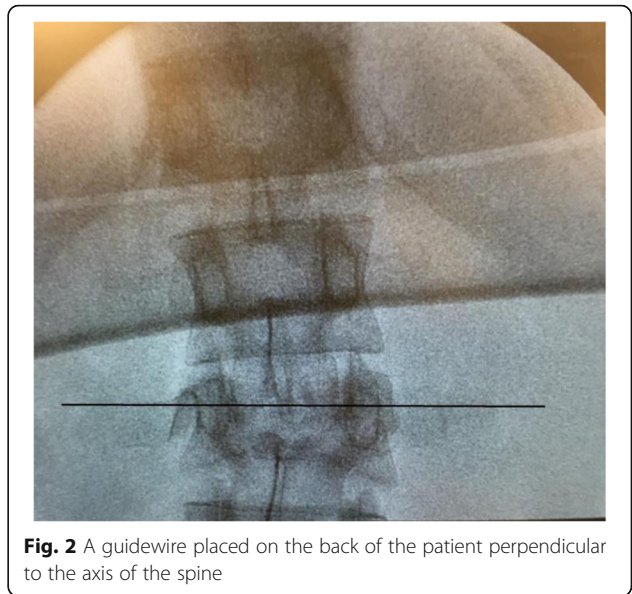 Fig. 2 A guidewire placed on the back of the patient perpendicular
to the axis of the spine